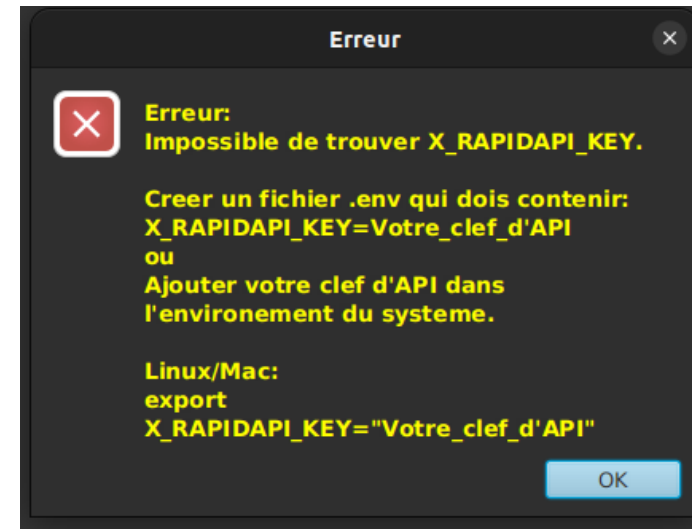 Erreur
Erreur:
Impossible de trouver X_RAPIDAPI_KEY.
Creer un fichier .env qui dois contenir:
X_RAPIDAPI_KEY=Votre_clef_d'API
ou
Ajouter votre clef d'API dans
l'environement du systeme.
Linux/Mac:
export
X_RAPIDAPI_KEY="Votre_clef_d'API"
OK